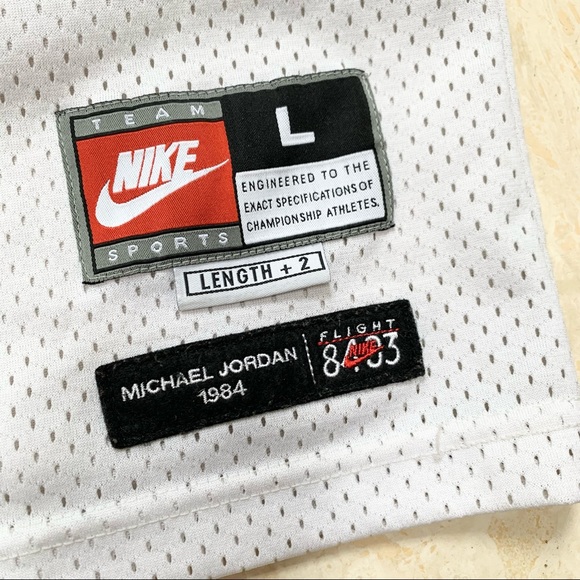 TEAM
NIKE
SPORTS
L
ENGINEERED TO THE
EXACT SPECIFICATIONS OF
CHAMPIONSHIP ATHLETES.
LENGTH + 2
MICHAEL JORDAN
1984
FLIGHT
8403
NIKE